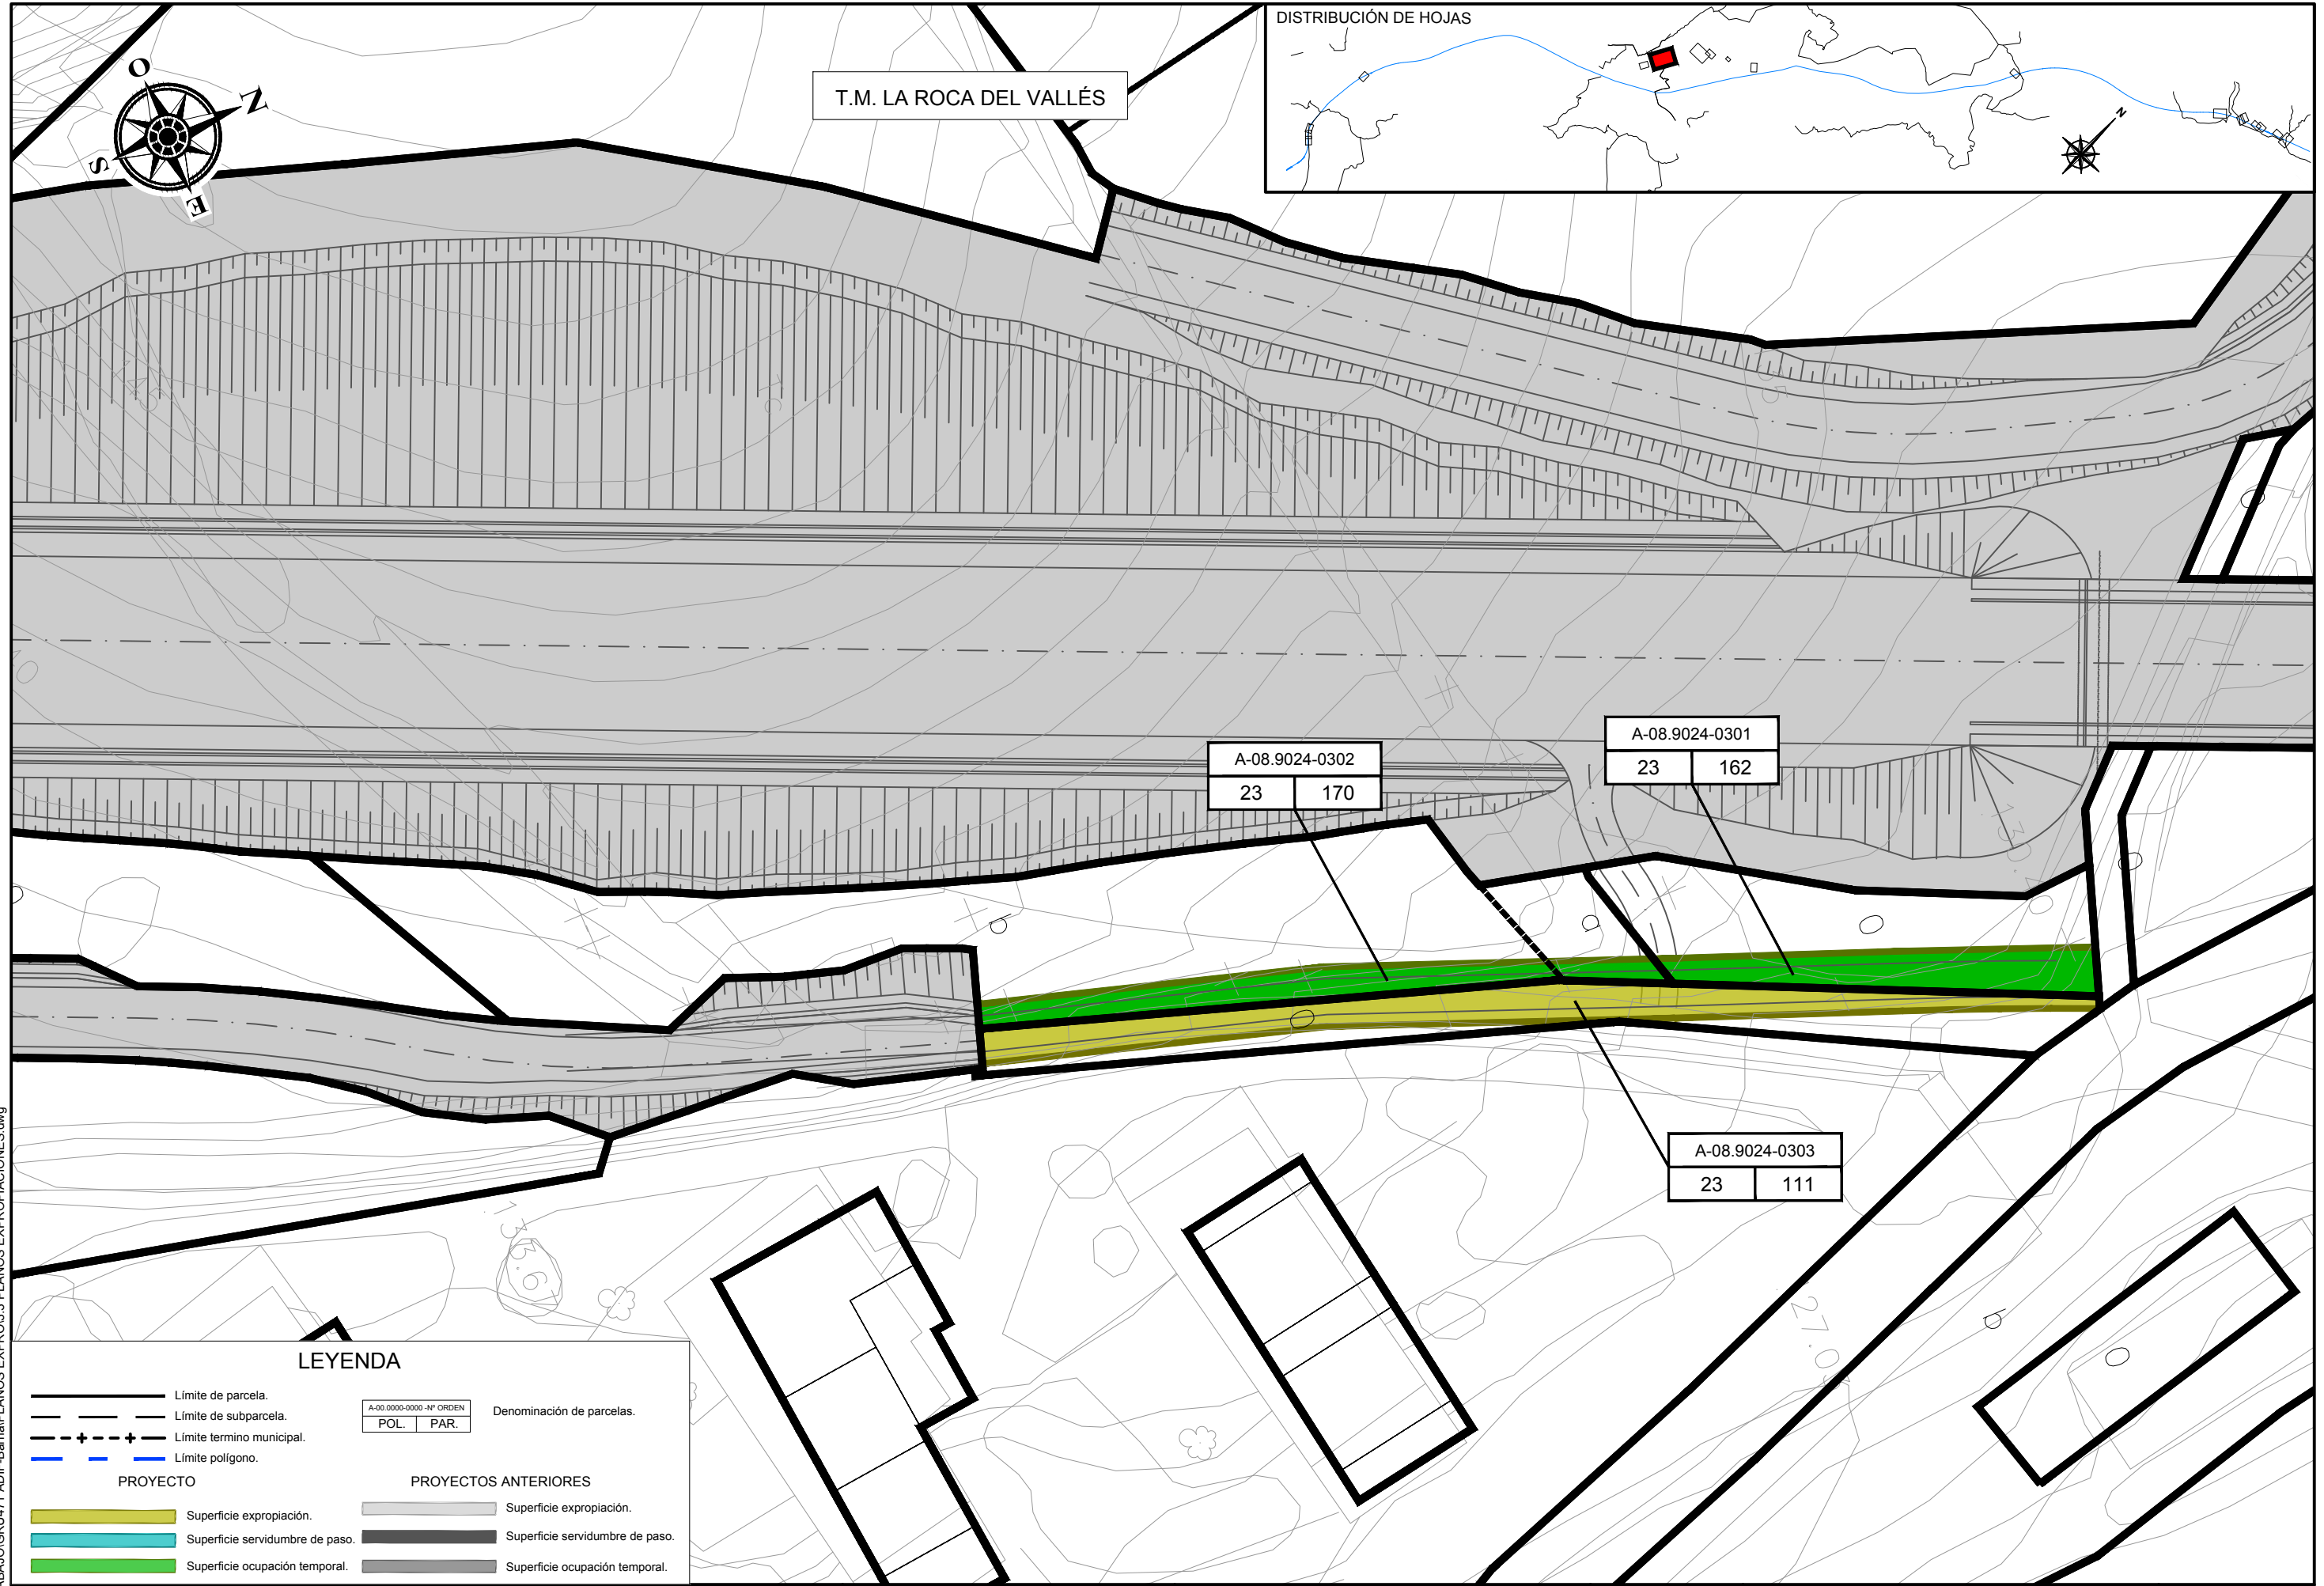 DISTRIBUCIÓN DE HOJAS
N
T.M. LA ROCA DEL VALLÉS
O
N
S
E
A-08.9024-0301
23 162
A-08.9024-0302
23 170
A-08.9024-0303
23 111
LEYENDA
Límite de parcela.
Límite de subparcela.
Límite termino municipal.
Límite polígono.
A-00.0000-0000 -Nº ORDEN
POL. PAR.
Denominación de parcelas.
PROYECTO
Superficie expropiación.
Superficie servidumbre de paso.
Superficie ocupación temporal.
PROYECTOS ANTERIORES
Superficie expropiación.
Superficie servidumbre de paso.
Superficie ocupación temporal.